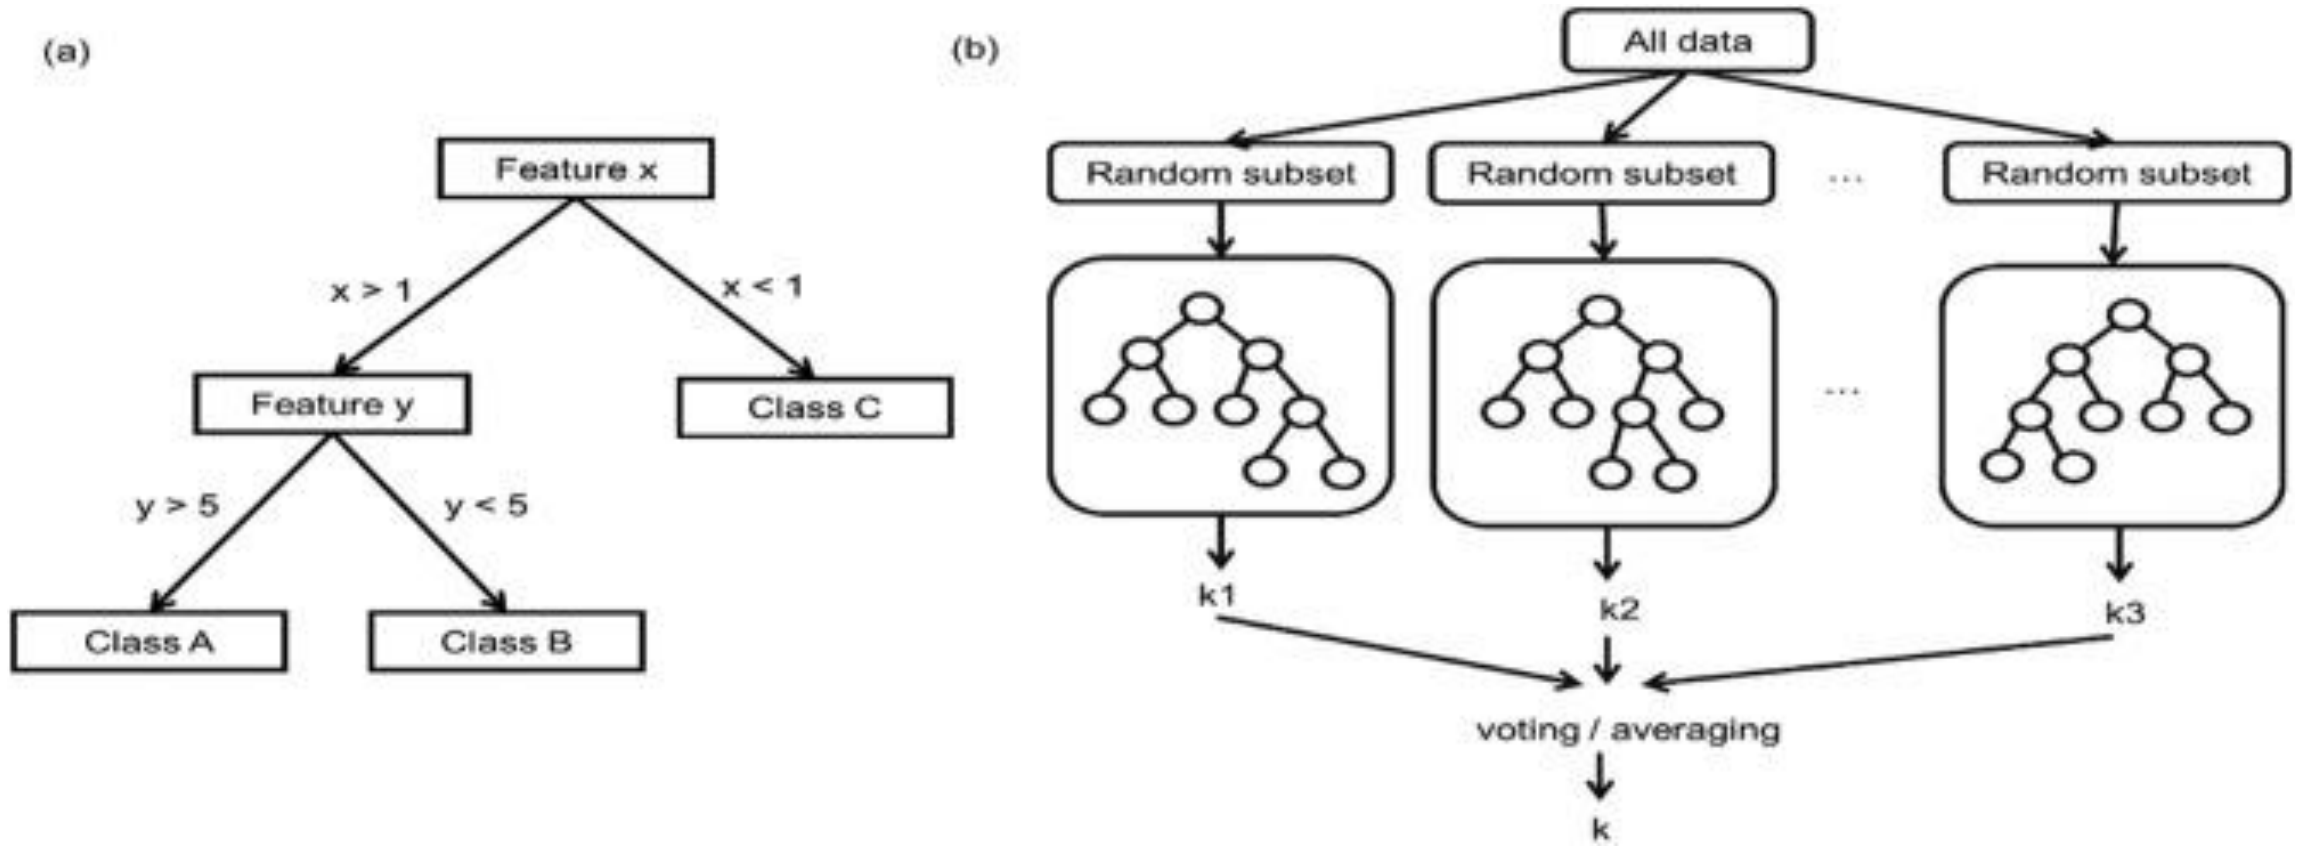 (a)
Feature x
x > 1
x < 1
Feature y
Class C
y > 5
y < 5
Class A
Class B
(b)
All data
Random subset
Random subset
...
Random subset
...
k1
k2
k3
voting / averaging
k